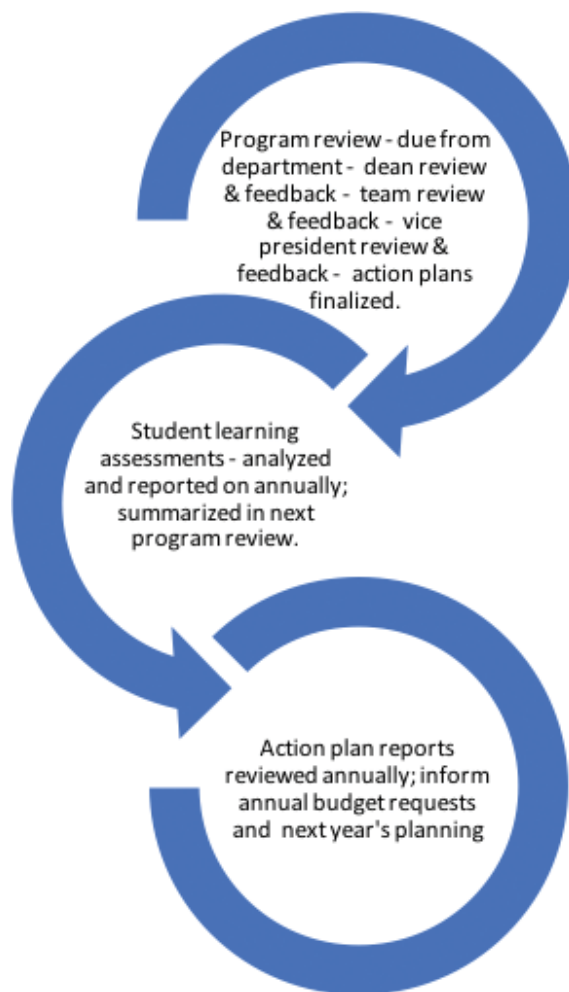 Program review - due from
department - dean review
& feedback - team review
& feedback - vice
president review &
feedback - action plans
finalized.
Student learning
assessments - analyzed
and reported on annually;
summarized in next
program review.
Action plan reports
reviewed annually; inform
annual budget requests
and next year's planning